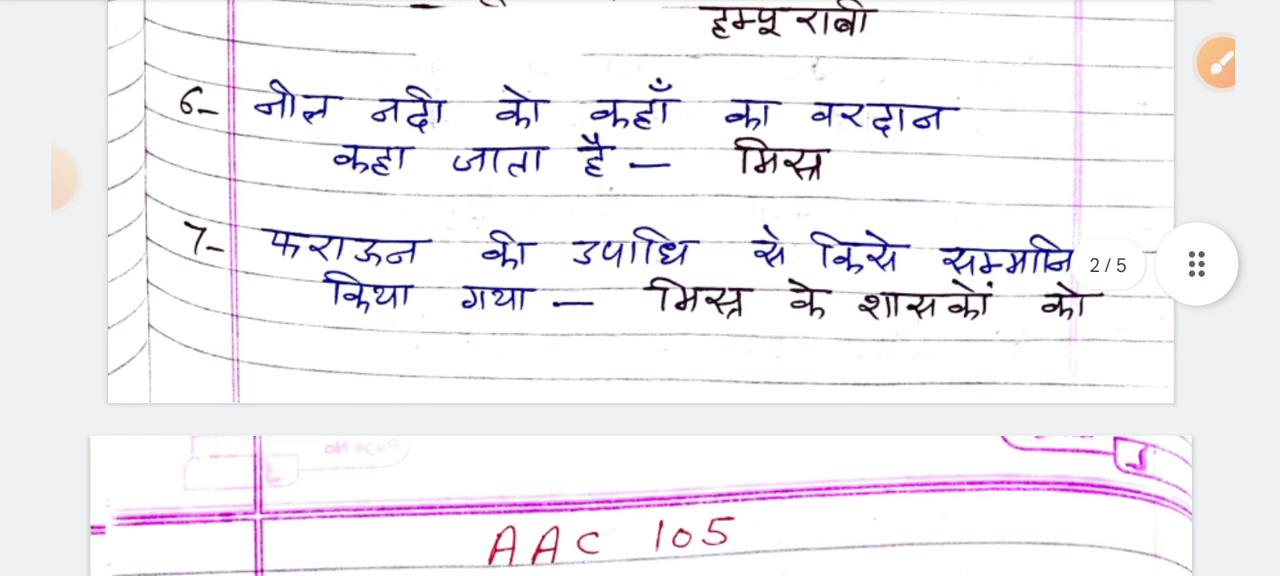 हम्मूराबी
6- नील नदी को कहाँ का वरदान
कहा जाता है — मिस्र
7- फराऊन की उपाधि से किसे सम्मानि
2/5
किया गया — मिस्र के शासकों को
AAC 105